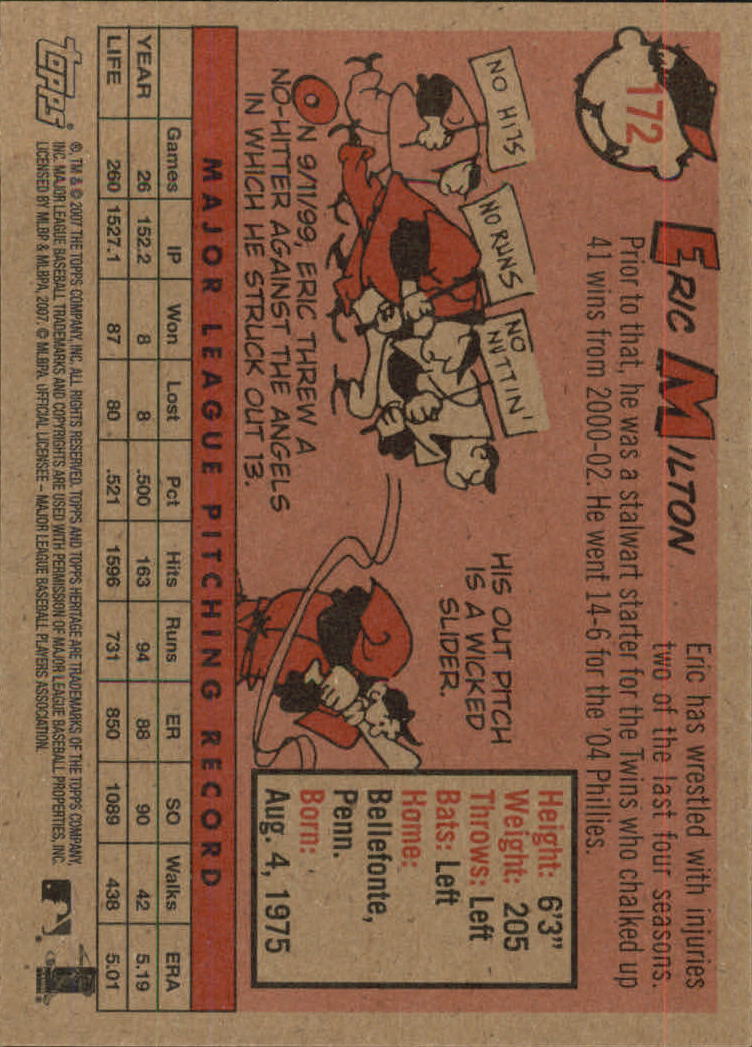 172
ERIC MILTON
Eric has wrestled with injuries
two of the last four seasons.
Prior to that, he was a stalwart starter for the Twins who chalked up
41 wins from 2000-02. He went 14-6 for the '04 Phillies.
NO HITS
NO RUNS
NO
NUTTIN'
ON 9/11/99, ERIC THREW A
NO-HITTER AGAINST THE ANGELS
IN WHICH HE STRUCK OUT 13.
HIS OUT PITCH
IS A WICKED
SLIDER.
Height: 6'3"
Weight: 205
Throws: Left
Bats: Left
Home:
Bellefonte,
Penn.
Born:
Aug. 4, 1975
MAJOR LEAGUE PITCHING RECORD
Games IP Won Lost Pct Hits Runs ER SO Walks ERA
YEAR 26 152.2 8 8 .500 163 94 88 90 42 5.19
LIFE 260 1527.1 87 80 .521 1596 731 850 1089 438 5.01
Topps
®, TM & © 2007 THE TOPPS COMPANY, INC. ALL RIGHTS RESERVED. TOPPS AND TOPPS HERITAGE ARE TRADEMARKS OF THE TOPPS COMPANY,
INC. MAJOR LEAGUE BASEBALL TRADEMARKS AND COPYRIGHTS ARE USED WITH PERMISSION OF MAJOR LEAGUE BASEBALL PROPERTIES, INC.
LICENSED BY MLBP & MLBPA, 2007. © MLBPA. OFFICIAL LICENSEE – MAJOR LEAGUE BASEBALL PLAYERS ASSOCIATION.